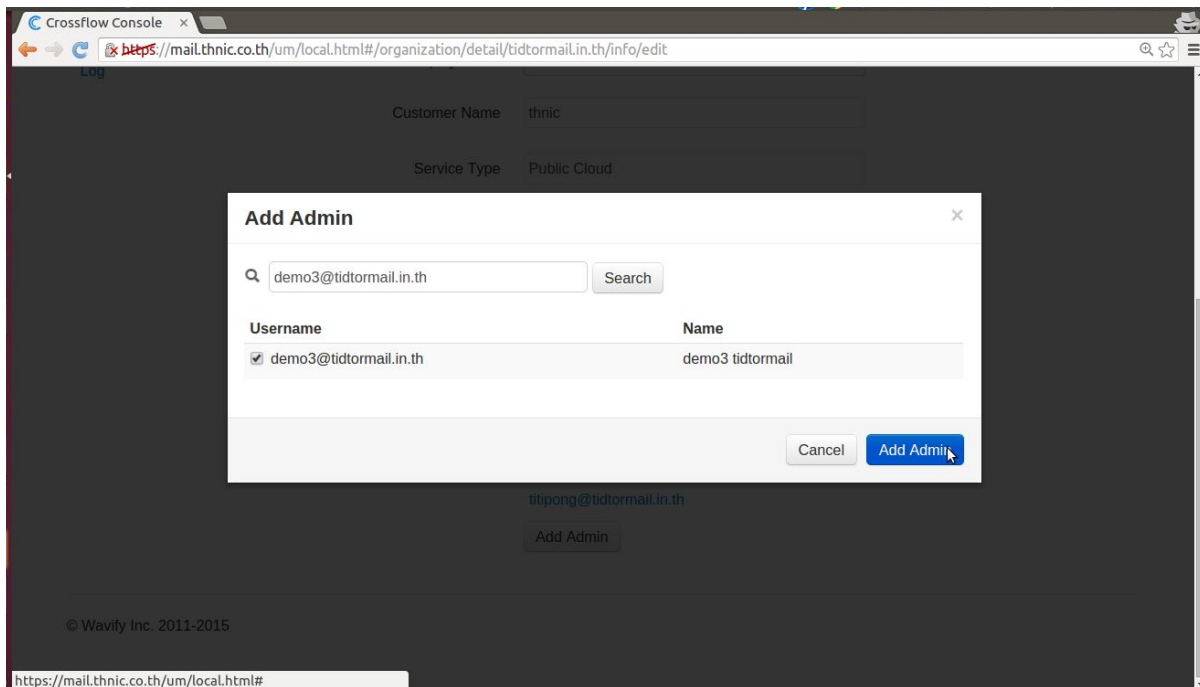 Crossflow Console
https://mail.thnic.co.th/um/local.html#/organization/detail/tidtormail.in.th/info/edit
Log
Customer Name thnic
Service Type Public Cloud
Add Admin ×
demo3@tidtormail.in.th Search
Username Name
demo3@tidtormail.in.th demo3 tidtormail
Cancel Add Admin
titipong@tidtormail.in.th
Add Admin
© Wavify Inc. 2011-2015
https://mail.thnic.co.th/um/local.html#